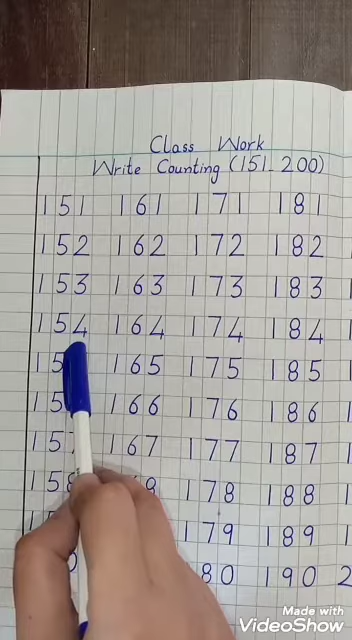 Class Work
Write Counting (151-200)
151 161 171 181
152 162 172 182
153 163 173 183
154 164 174 184
165 175 185
166 176 186
167 177 187
158 178 188
179 189
190
Made with
VideoShow